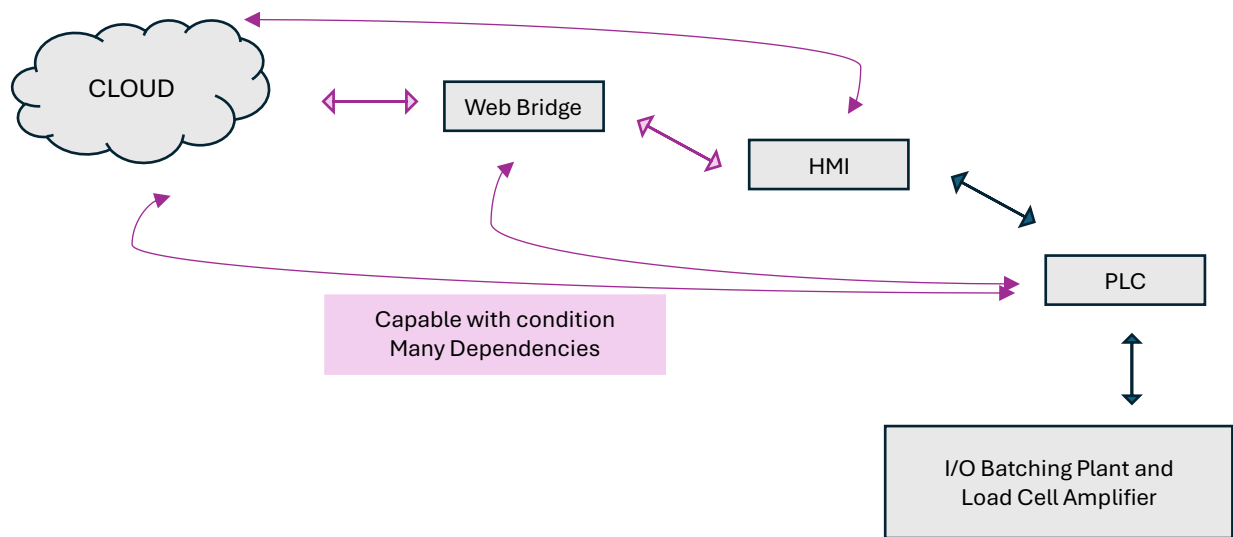 CLOUD
Web Bridge
HMI
PLC
Capable with condition
Many Dependencies
I/O Batching Plant and
Load Cell Amplifier